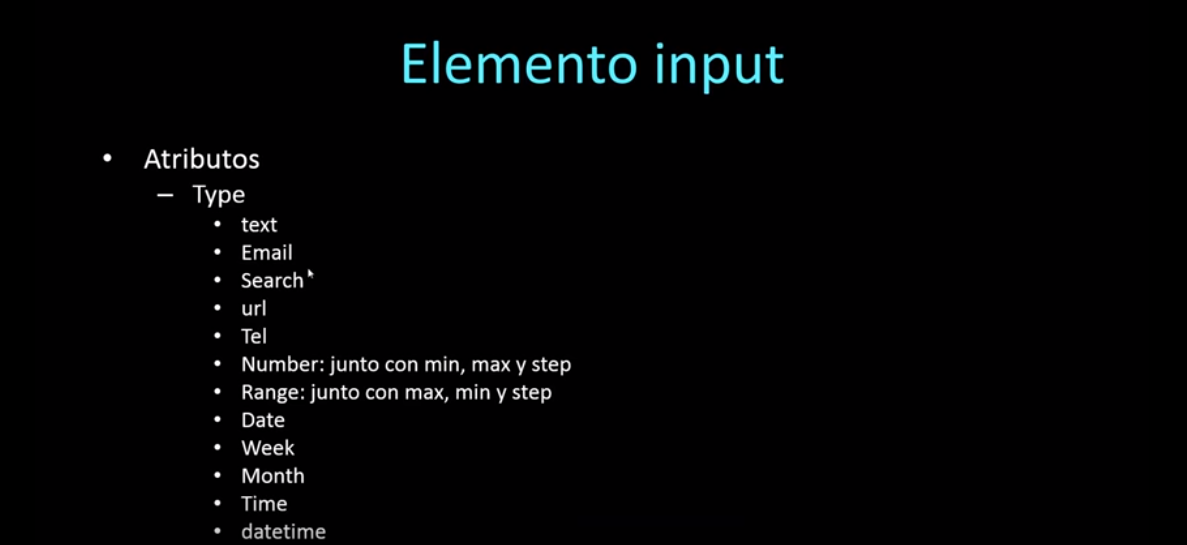 Elemento input
• Atributos
– Type
• text
• Email
• Search
• url
• Tel
• Number: junto con min, max y step
• Range: junto con max, min y step
• Date
• Week
• Month
• Time
• datetime